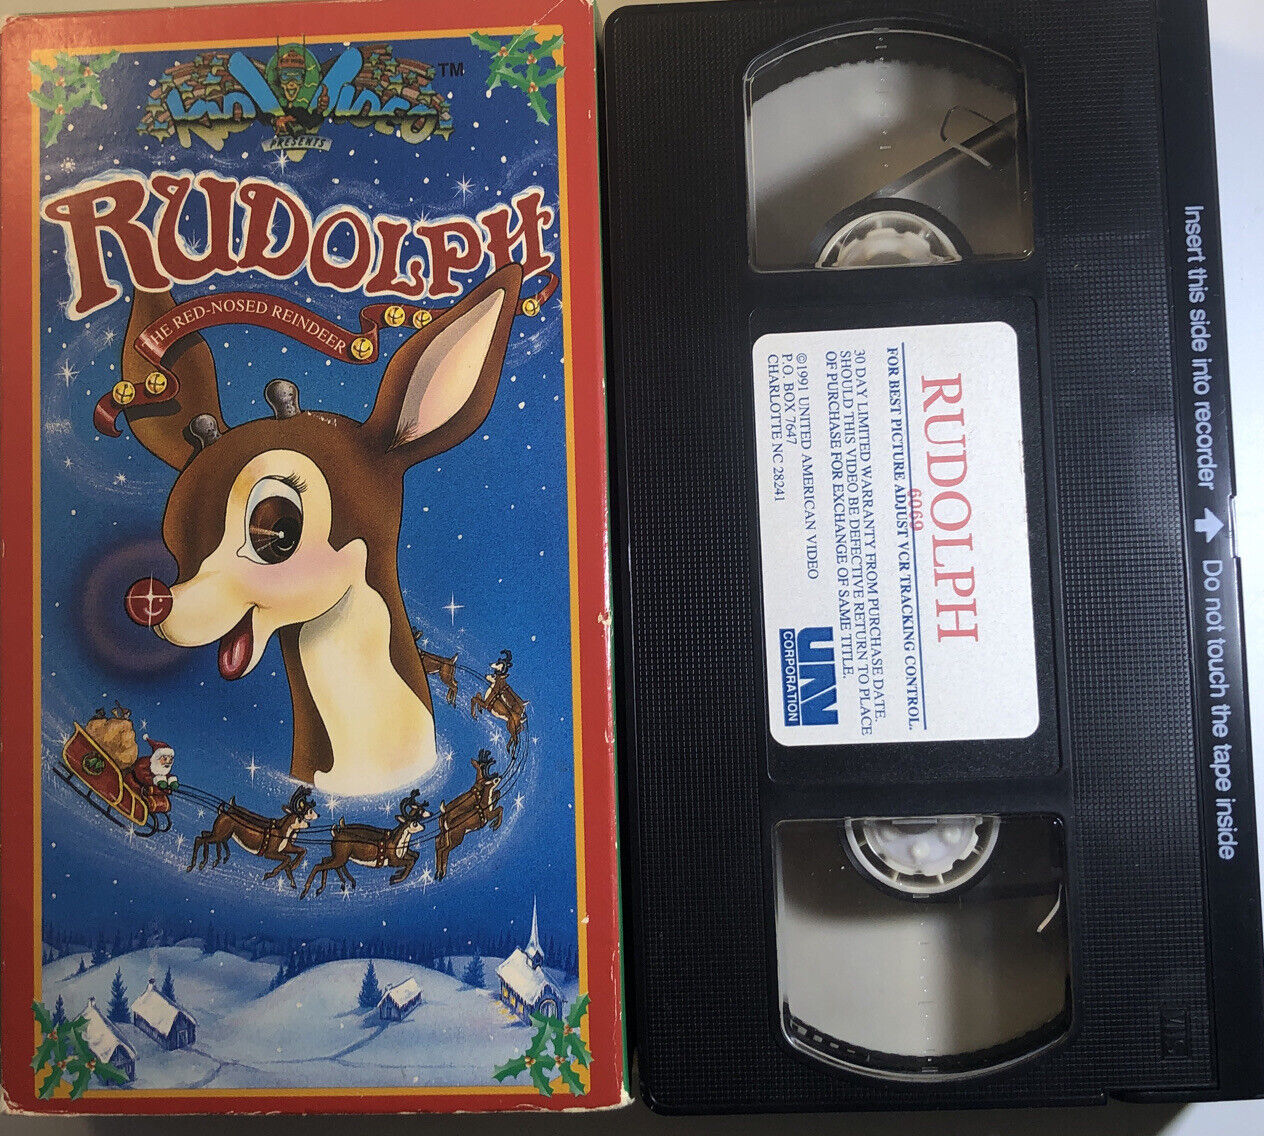 KID VIDEO™
PRESENTS
RUDOLPH
THE RED-NOSED REINDEER
RUDOLPH
6069
FOR BEST PICTURE ADJUST VCR TRACKING CONTROL.
30 DAY LIMITED WARRANTY FROM PURCHASE DATE.
SHOULD THIS VIDEO BE DEFECTIVE RETURN TO PLACE
OF PURCHASE FOR EXCHANGE OF SAME TITLE.
©1991 UNITED AMERICAN VIDEO
P.O. BOX 7647
CHARLOTTE NC 28241
UAV
CORPORATION
Insert this side into recorder Do not touch the tape inside
VHS